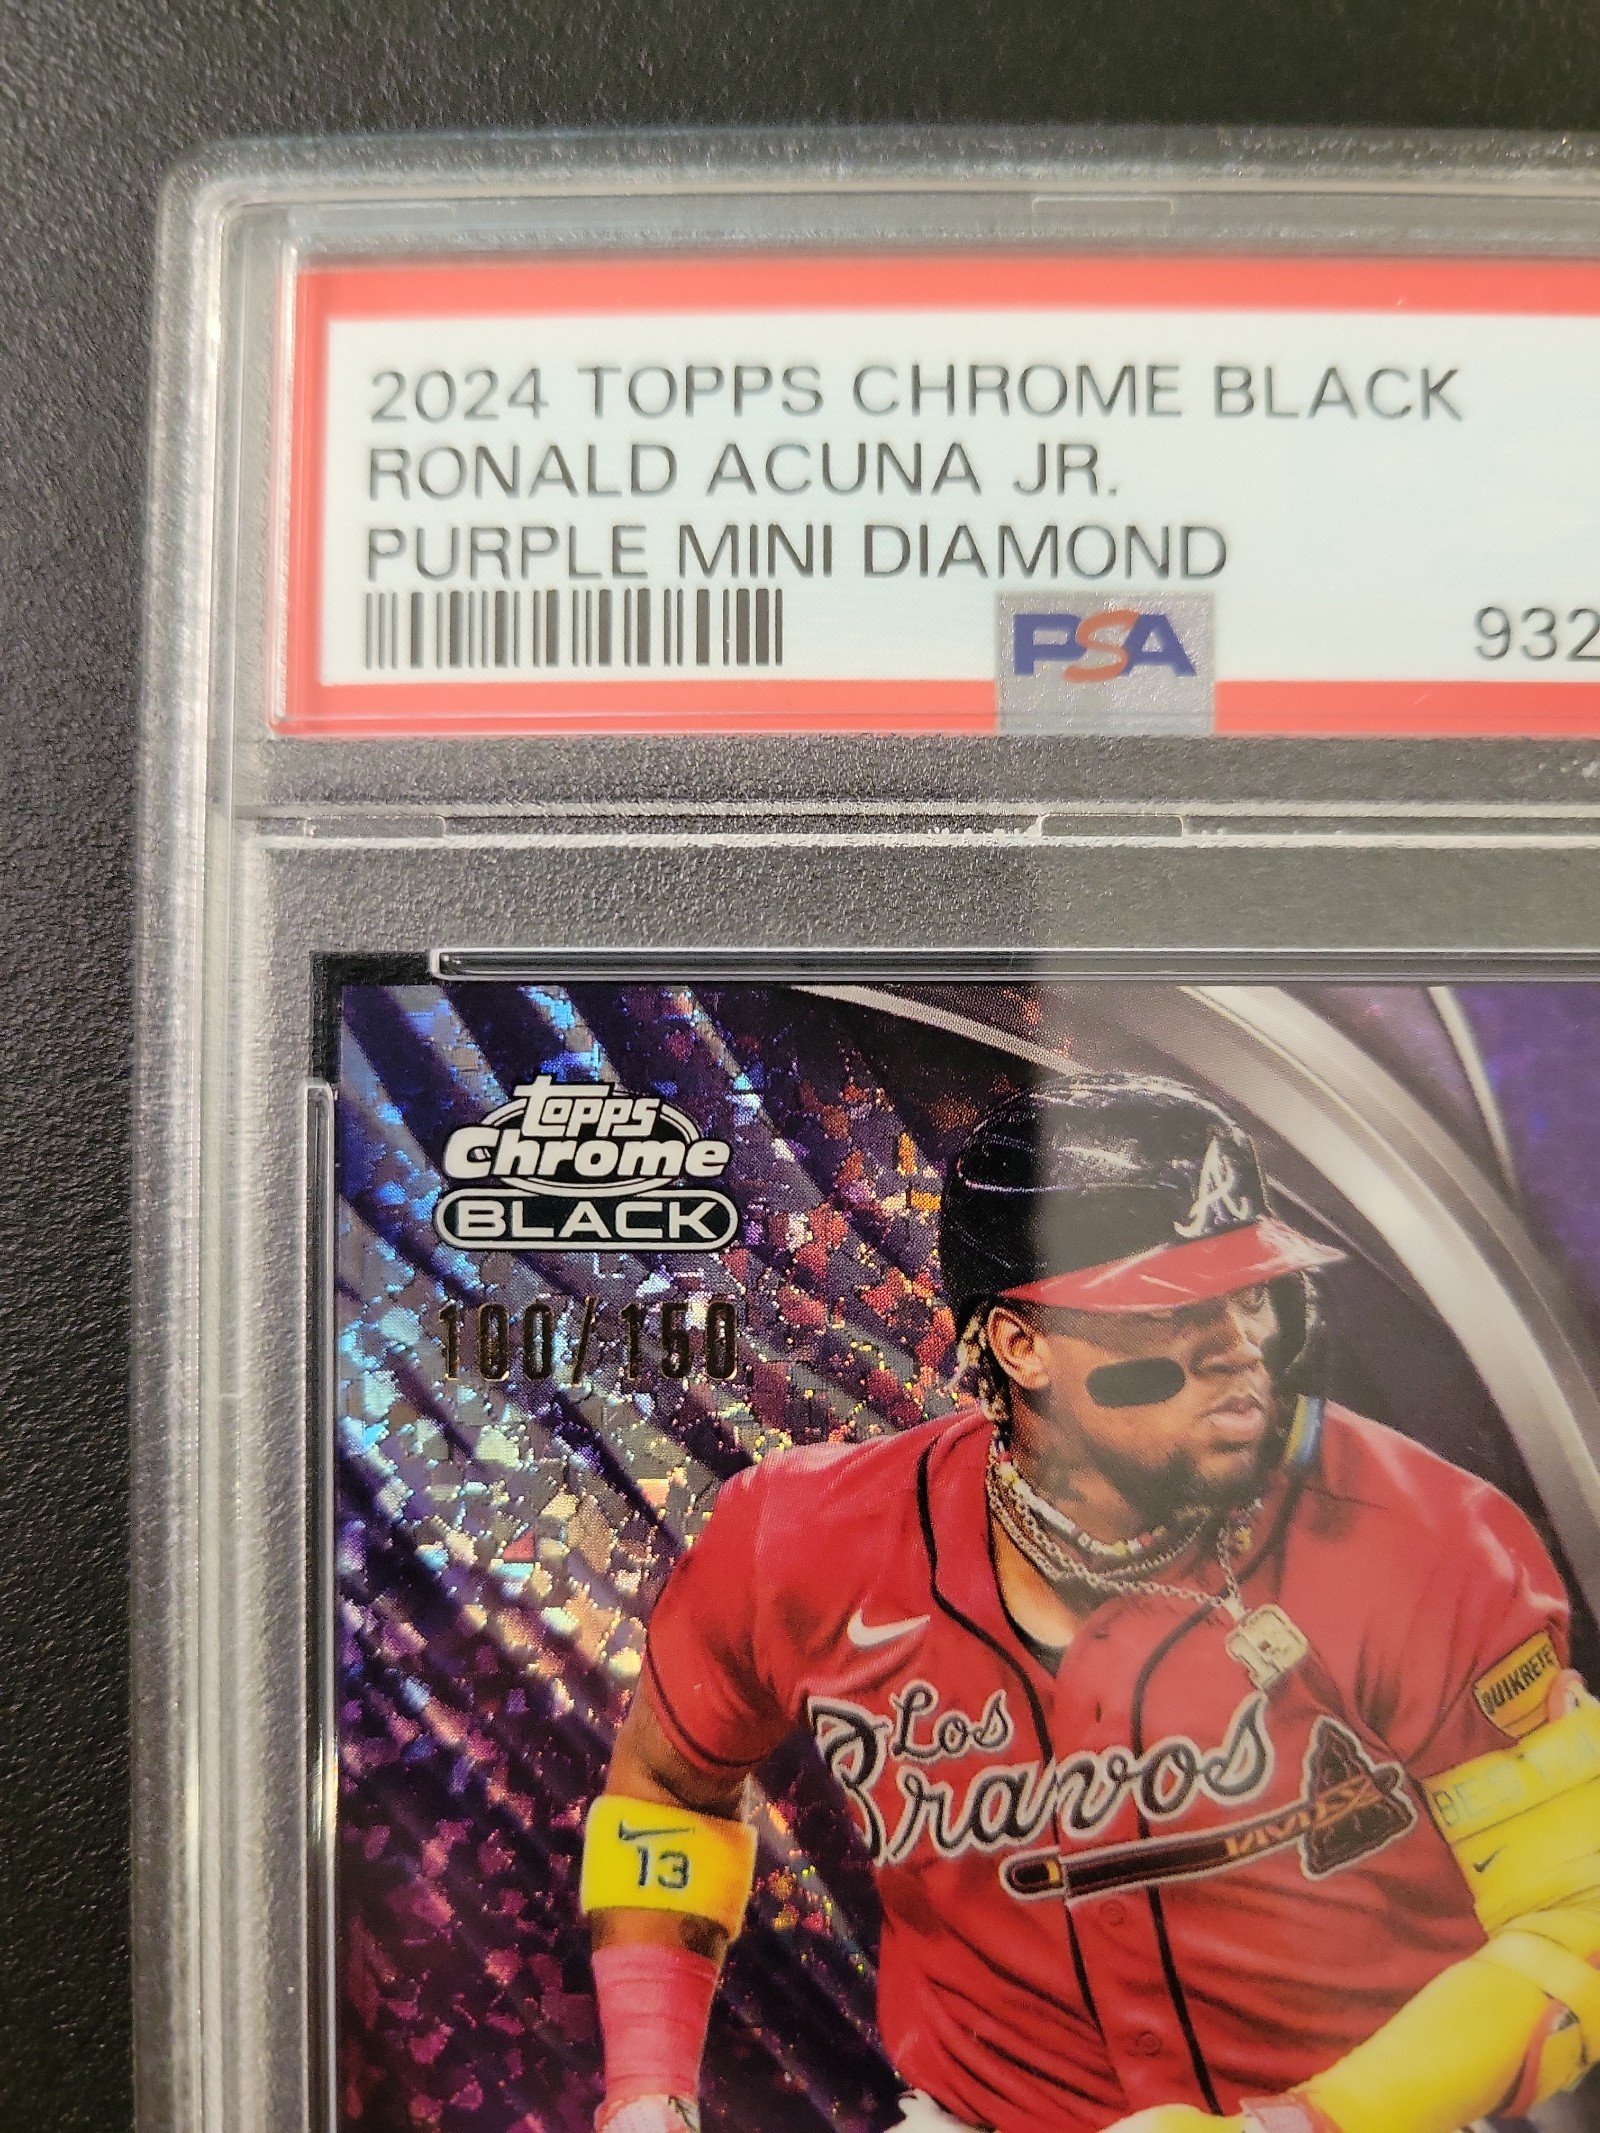 2024 TOPPS CHROME BLACK
RONALD ACUNA JR.
PURPLE MINI DIAMOND
PSA
932
topps
Chrome
BLACK
100/150
A
R
QUIKRETE
Los
Bravos
13